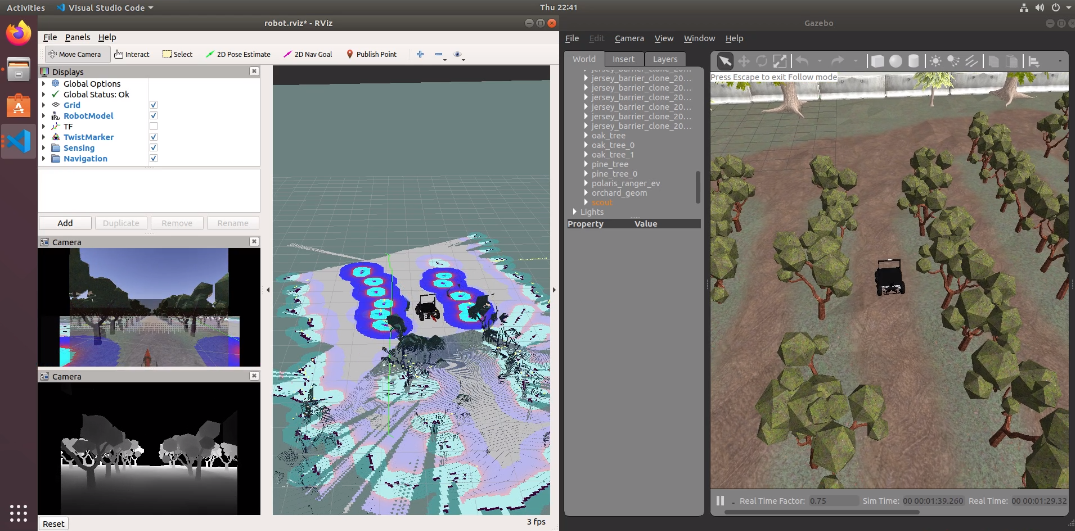 Activities
Visual Studio Code
Thu 22:41
robot.rviz* - RViz
File Panels Help
Move Camera Interact Select 2D Pose Estimate 2D Nav Goal Publish Point
Displays
Global Options
Global Status: Ok
Grid
RobotModel
TF
TwistMarker
Sensing
Navigation
Add Duplicate Remove Rename
Camera
Camera
Reset
3 fps
Gazebo
File Edit Camera View Window Help
World Insert Layers
jersey_barrier_clone_20...
jersey_barrier_clone_20...
jersey_barrier_clone_20...
jersey_barrier_clone_20...
jersey_barrier_clone_20...
jersey_barrier_clone_20...
oak_tree
oak_tree_0
oak_tree_1
pine_tree
pine_tree_0
polaris_ranger_ev
orchard_geom
scout
Lights
Property Value
Press Escape to exit Follow mode
Real Time Factor: 0.75 Sim Time: 00 00:01:39.260 Real Time: 00 00:01:29.32